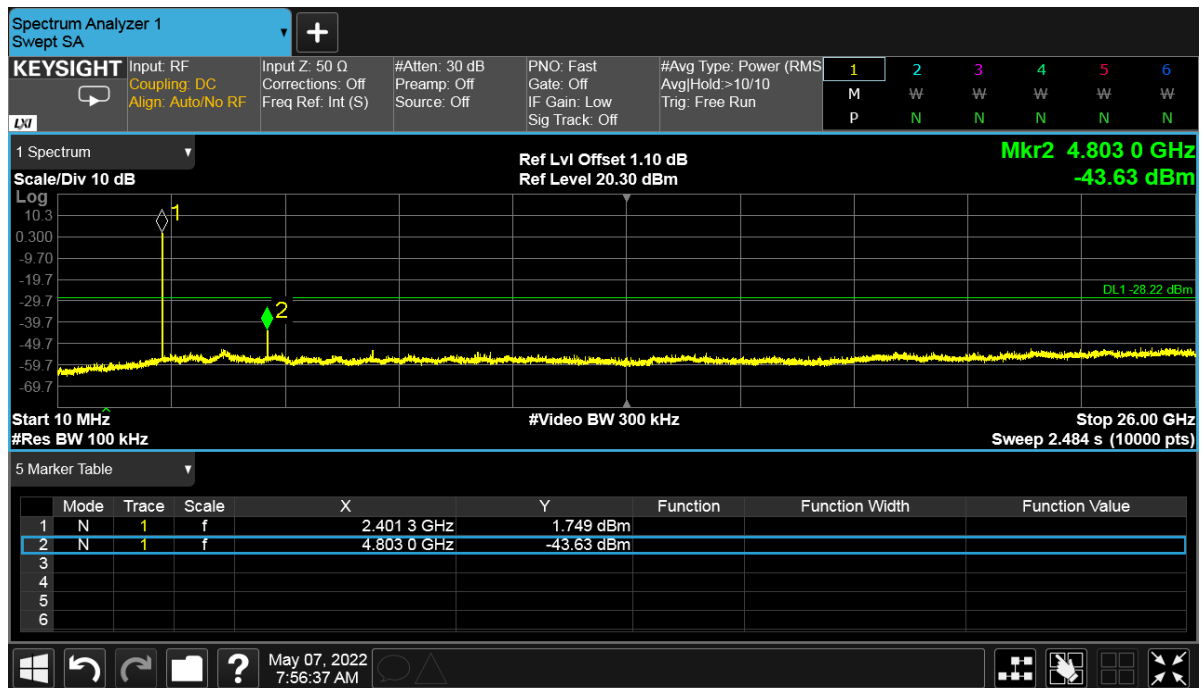 Spectrum Analyzer 1
Swept SA
+
KEYSIGHT
LXI
Input: RF
Coupling: DC
Align: Auto/No RF
Input Z: 50 Ω
Corrections: Off
Freq Ref: Int (S)
#Atten: 30 dB
Preamp: Off
Source: Off
PNO: Fast
Gate: Off
IF Gain: Low
Sig Track: Off
#Avg Type: Power (RMS
Avg|Hold:>10/10
Trig: Free Run
1 2 3 4 5 6
M W W W W W
P N N N N N
1 Spectrum
Scale/Div 10 dB
Ref Lvl Offset 1.10 dB
Ref Level 20.30 dBm
Mkr2 4.803 0 GHz
-43.63 dBm
Log
10.3
0.300
-9.70
-19.7
-29.7
-39.7
-49.7
-59.7
-69.7
1
2
DL1 -28.22 dBm
Start 10 MHz
#Res BW 100 kHz
#Video BW 300 kHz
Stop 26.00 GHz
Sweep 2.484 s (10000 pts)
5 Marker Table
Mode Trace Scale X Y Function Function Width Function Value
1 N 1 f 2.401 3 GHz 1.749 dBm
2 N 1 f 4.803 0 GHz -43.63 dBm
3
4
5
6
?
May 07, 2022
7:56:37 AM